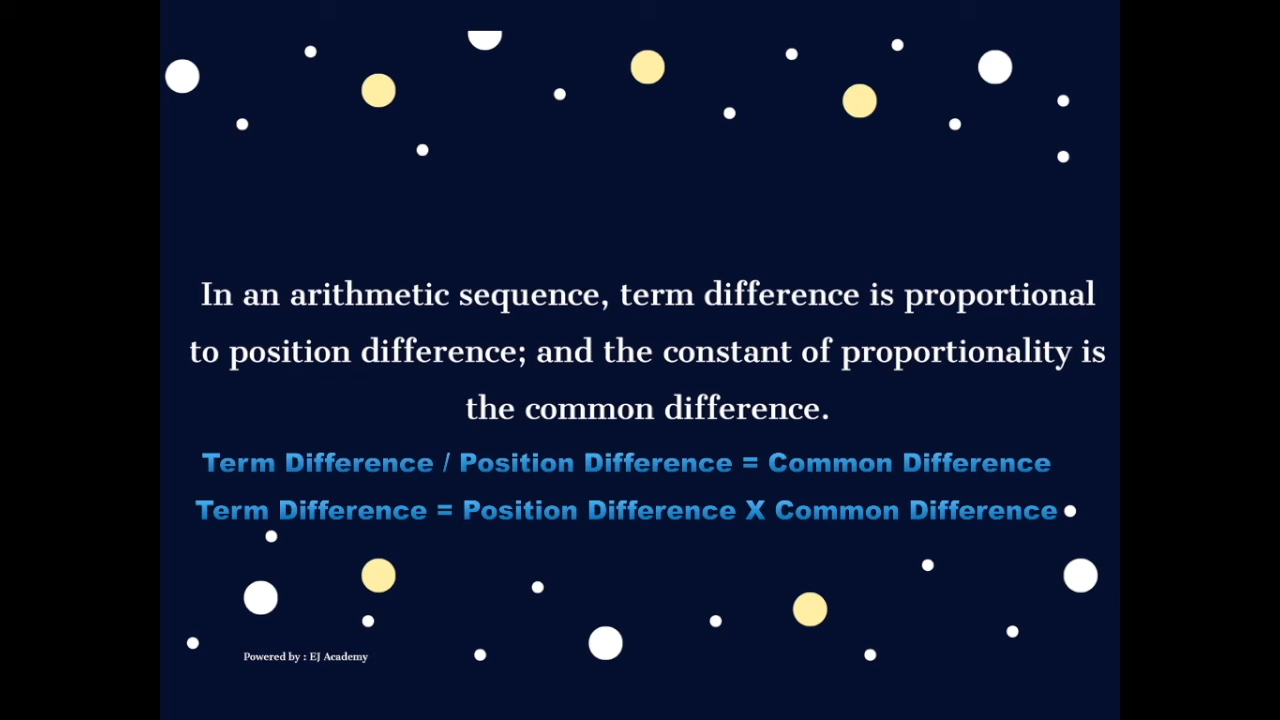 In an arithmetic sequence, term difference is proportional
to position difference; and the constant of proportionality is
the common difference.
Term Difference / Position Difference = Common Difference
Term Difference = Position Difference X Common Difference
Powered by : EJ Academy